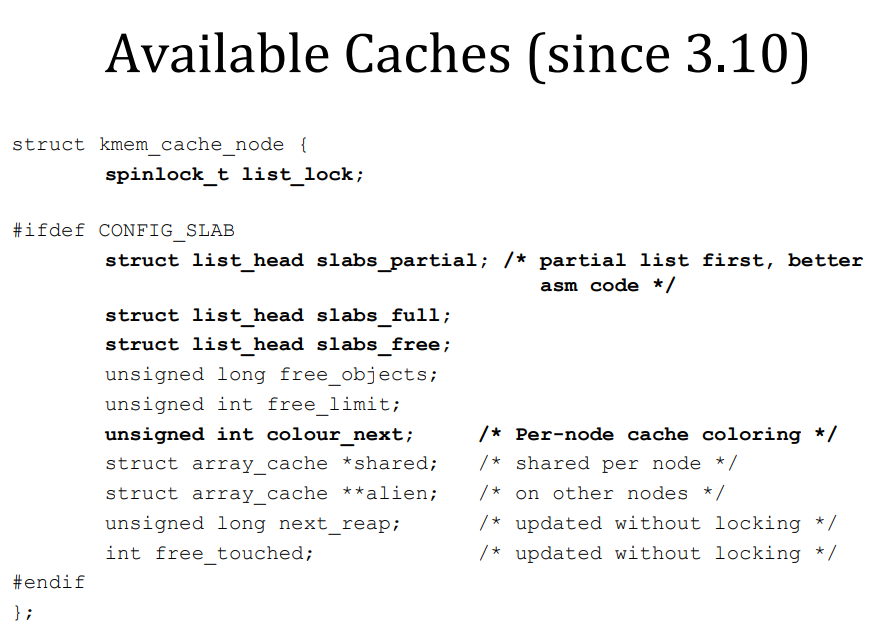 Available Caches (since 3.10)
struct kmem_cache_node {
spinlock_t list_lock;
#ifdef CONFIG_SLAB
struct list_head slabs_partial; /* partial list first, better
asm code */
struct list_head slabs_full;
struct list_head slabs_free;
unsigned long free_objects;
unsigned int free_limit;
unsigned int colour_next; /* Per-node cache coloring */
struct array_cache *shared; /* shared per node */
struct array_cache **alien; /* on other nodes */
unsigned long next_reap; /* updated without locking */
int free_touched; /* updated without locking */
#endif
};